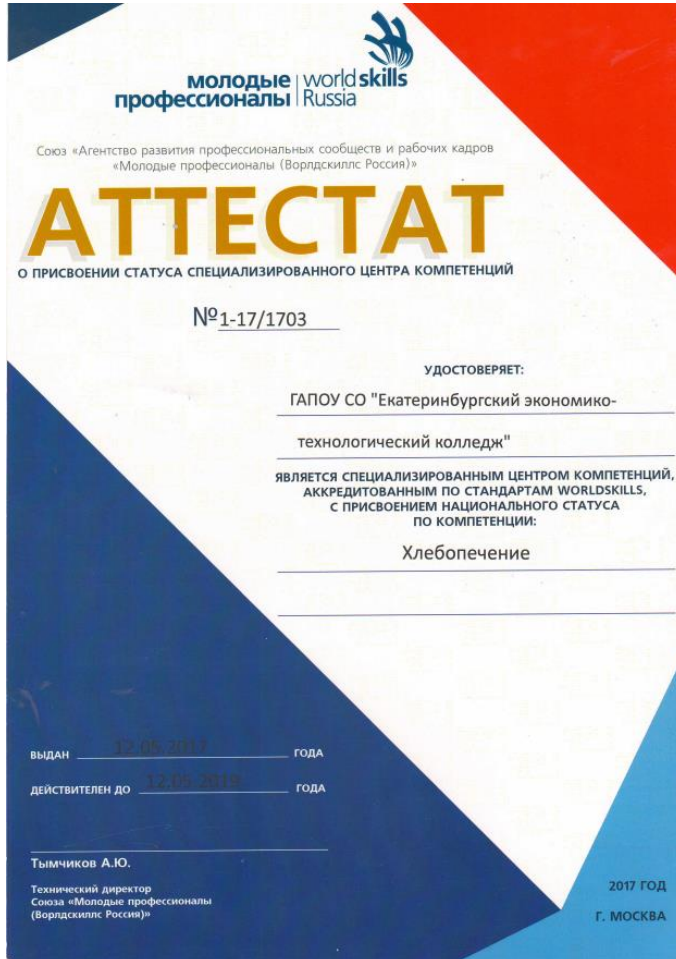 молодые профессионалы
world skills Russia
Союз «Агентство развития профессиональных сообществ и рабочих кадров
«Молодые профессионалы (Ворлдскиллс Россия)»
АТТЕСТАТ
О ПРИСВОЕНИИ СТАТУСА СПЕЦИАЛИЗИРОВАННОГО ЦЕНТРА КОМПЕТЕНЦИЙ
№1-17/1703
УДОСТОВЕРЯЕТ:
ГАПОУ СО "Екатеринбургский экономико-
технологический колледж"
ЯВЛЯЕТСЯ СПЕЦИАЛИЗИРОВАННЫМ ЦЕНТРОМ КОМПЕТЕНЦИЙ,
АККРЕДИТОВАННЫМ ПО СТАНДАРТАМ WORLDSKILLS,
С ПРИСВОЕНИЕМ НАЦИОНАЛЬНОГО СТАТУСА
ПО КОМПЕТЕНЦИИ:
Хлебопечение
ВЫДАН 12.05.2017 ГОДА
ДЕЙСТВИТЕЛЕН ДО 12.05.2019 ГОДА
Тымчиков А.Ю.
Технический директор
Союза «Молодые профессионалы
(Ворлдскиллс Россия)»
2017 ГОД
Г. МОСКВА